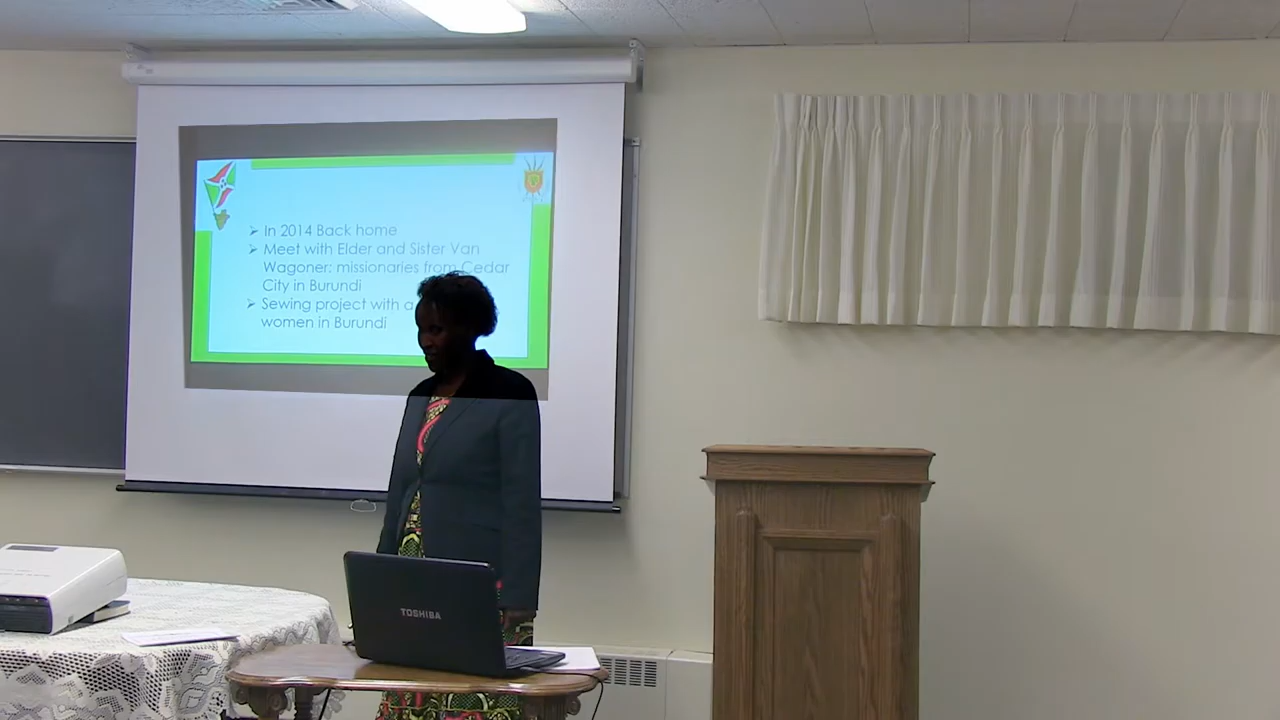 In 2014 Back home
Meet with Elder and Sister Van
Wagoner: missionaries from Cedar
City in Burundi
Sewing project with a
women in Burundi
TOSHIBA